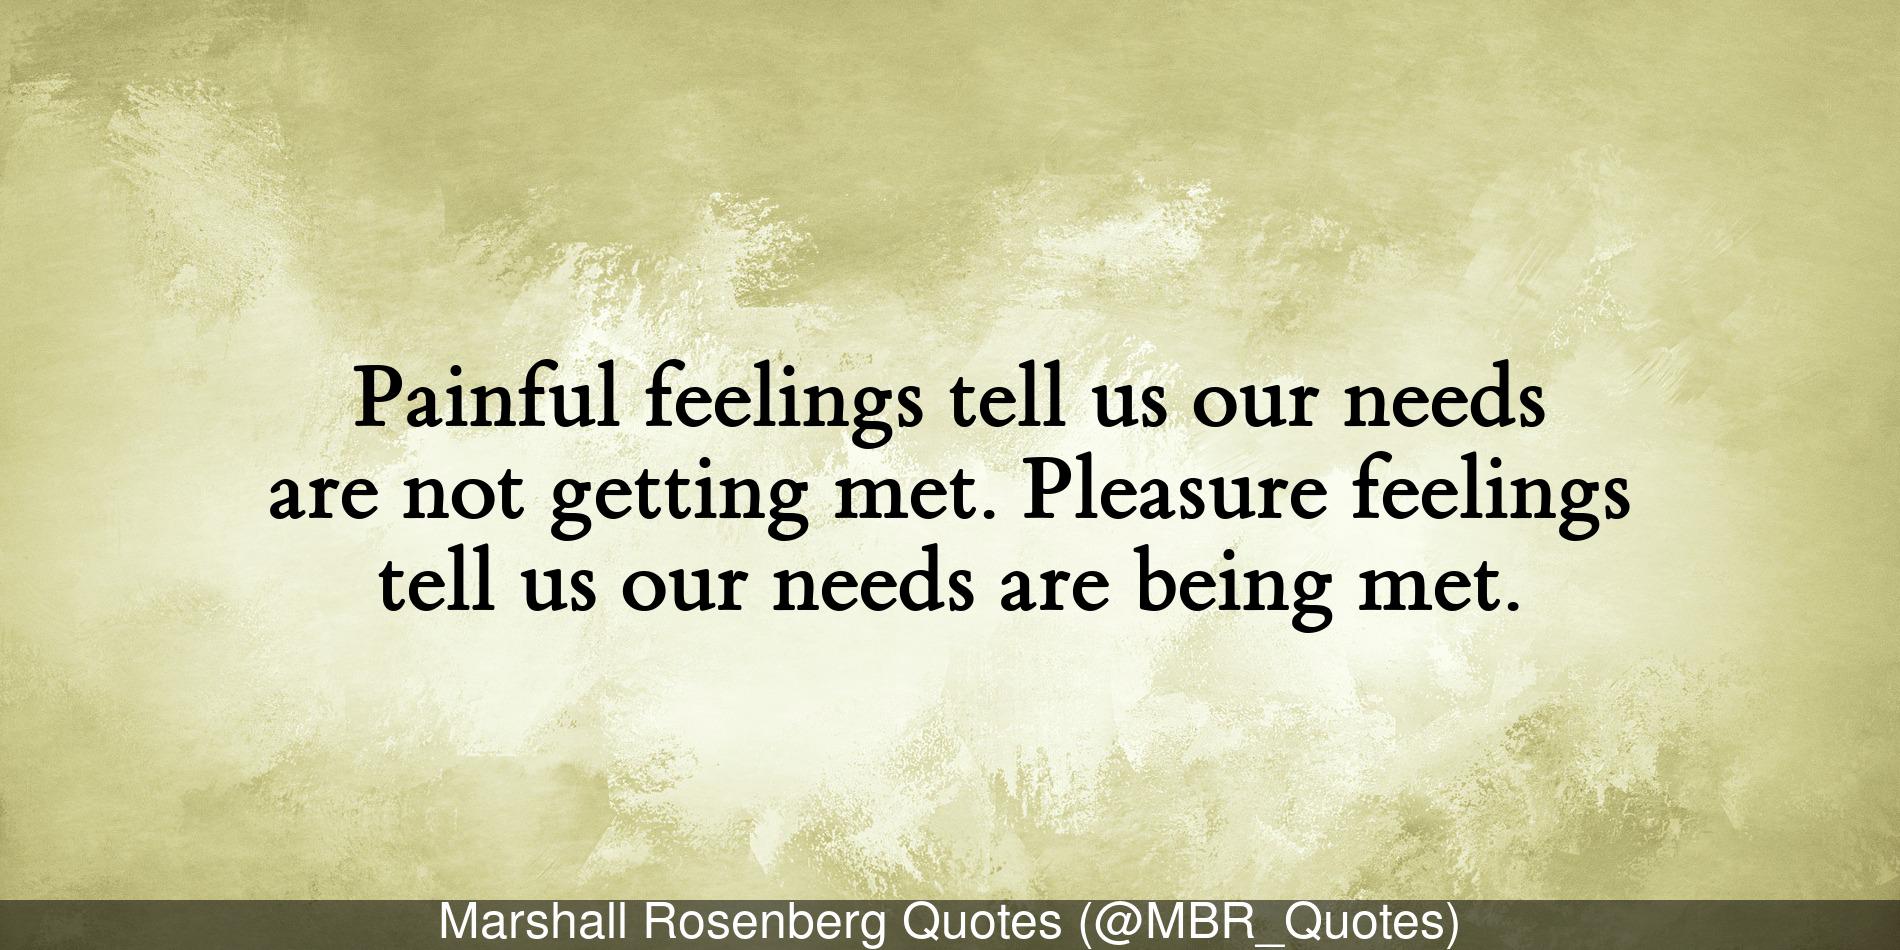 Painful feelings tell us our needs
are not getting met. Pleasure feelings
tell us our needs are being met.
Marshall Rosenberg Quotes (@MBR_Quotes)